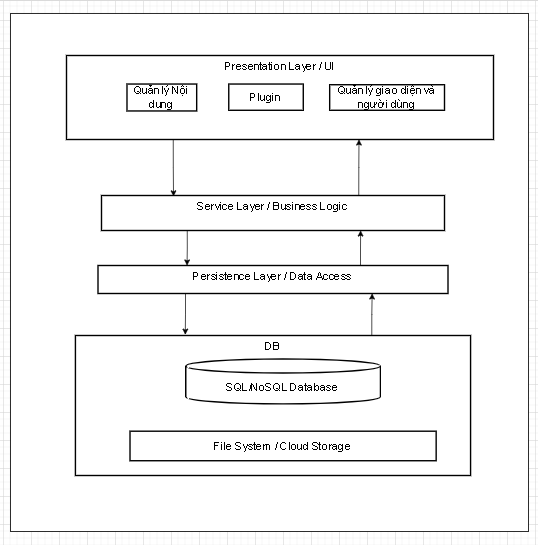 Presentation Layer / UI
Quản lý Nội
dung
Plugin
Quản lý giao diện và
người dùng
Service Layer / Business Logic
Persistence Layer / Data Access
DB
SQL/NoSQL Database
File System / Cloud Storage